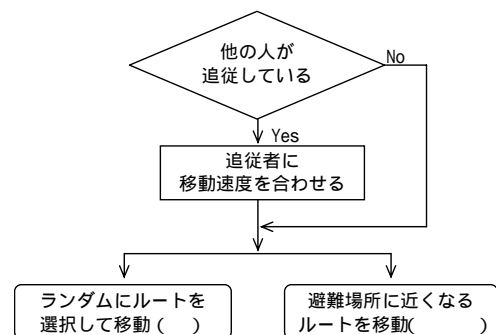 他の人が
追従している
No
Yes
追従者に
移動速度を合わせる
ランダムにルートを
選択して移動 (　)
避難場所に近くなる
ルートを移動(　　　)